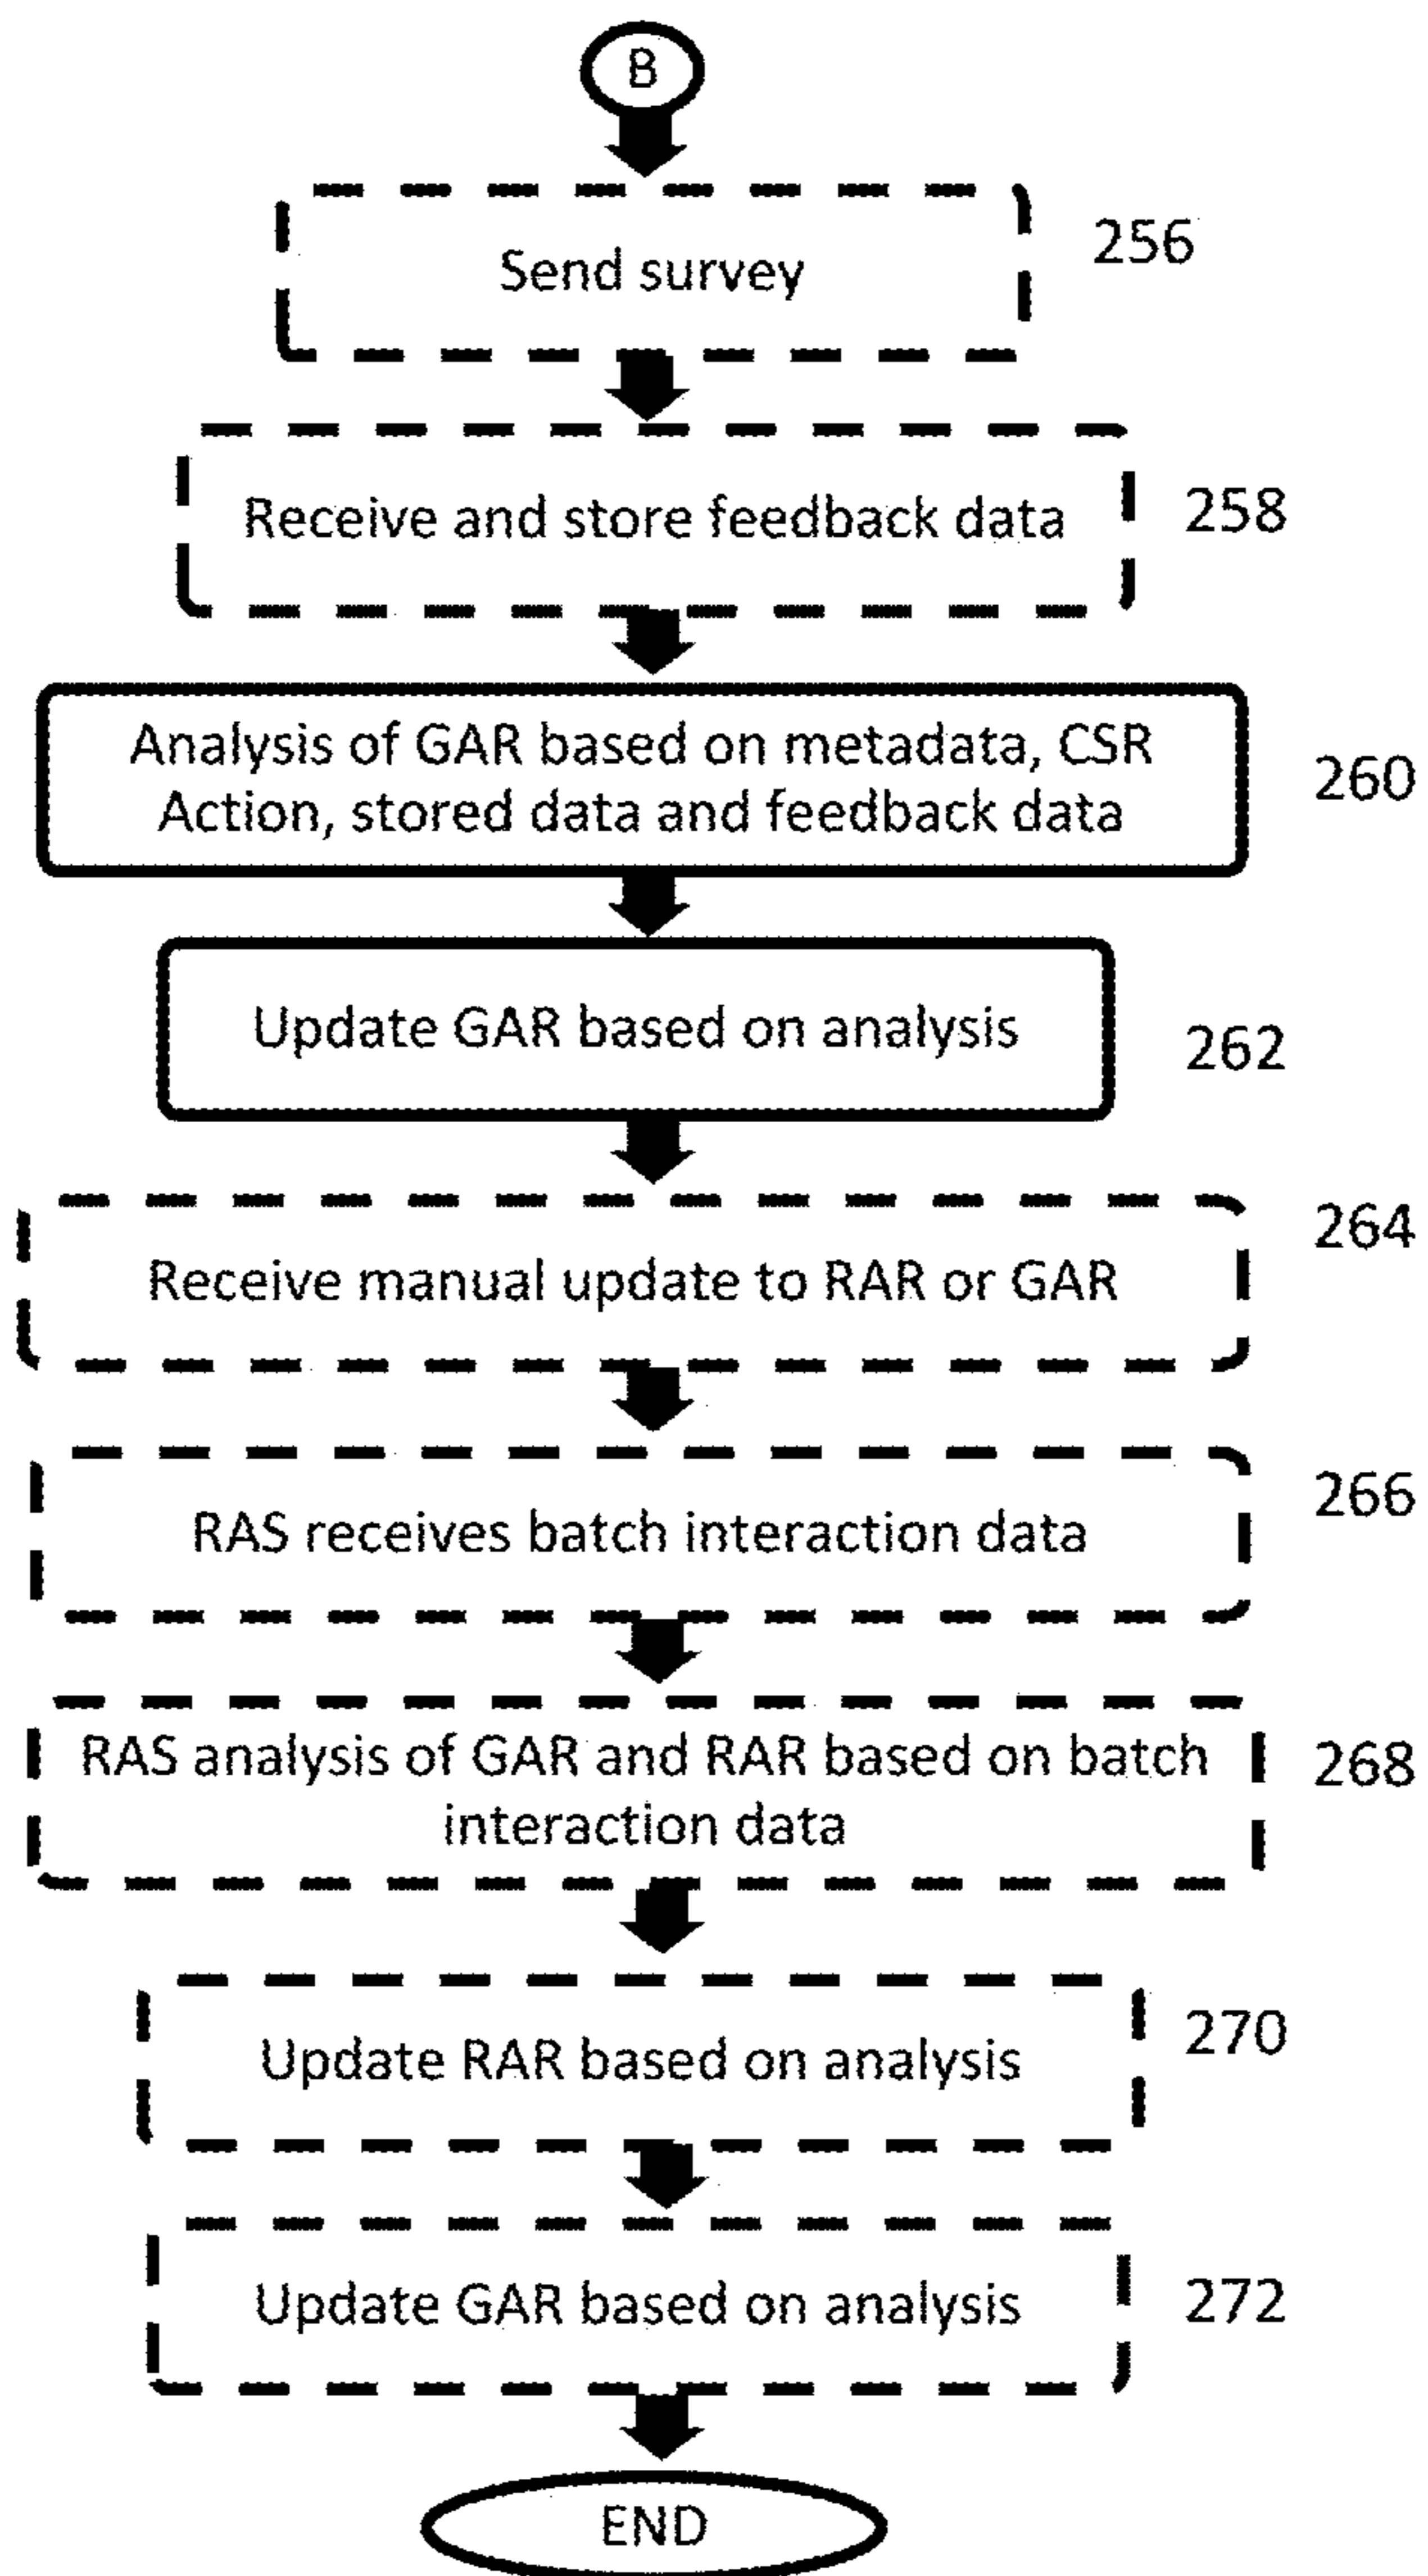 B
Send survey
256
Receive and store feedback data
258
Analysis of GAR based on metadata, CSR
Action, stored data and feedback data
260
Update GAR based on analysis
262
Receive manual update to RAR or GAR
264
RAS receives batch interaction data
266
RAS analysis of GAR and RAR based on batch
interaction data
268
Update RAR based on analysis
270
Update GAR based on analysis
272
END